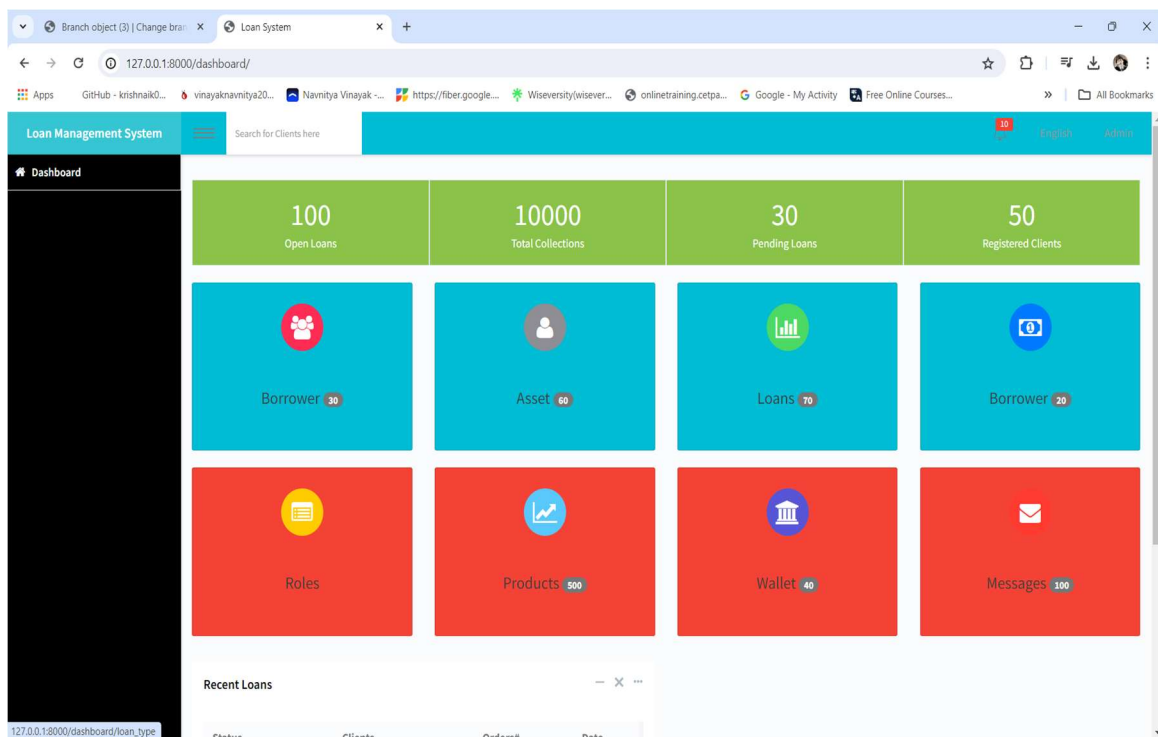 Branch object (3) | Change bran
Loan System
127.0.0.1:8000/dashboard/
Apps
GitHub - krishnaik0...
vinayaknavnitya20...
Navnitya Vinayak -...
https://fiber.google....
Wiseversity(wisever...
onlinetraining.cetpa...
Google - My Activity
Free Online Courses...
All Bookmarks
Loan Management System
Search for Clients here
10
English
Admin
Dashboard
100
Open Loans
10000
Total Collections
30
Pending Loans
50
Registered Clients
Borrower 30
Asset 60
Loans 70
Borrower 20
Roles
Products 500
Wallet 40
Messages 100
Recent Loans
Status
Clients
Orders#
Date
127.0.0.1:8000/dashboard/loan_type